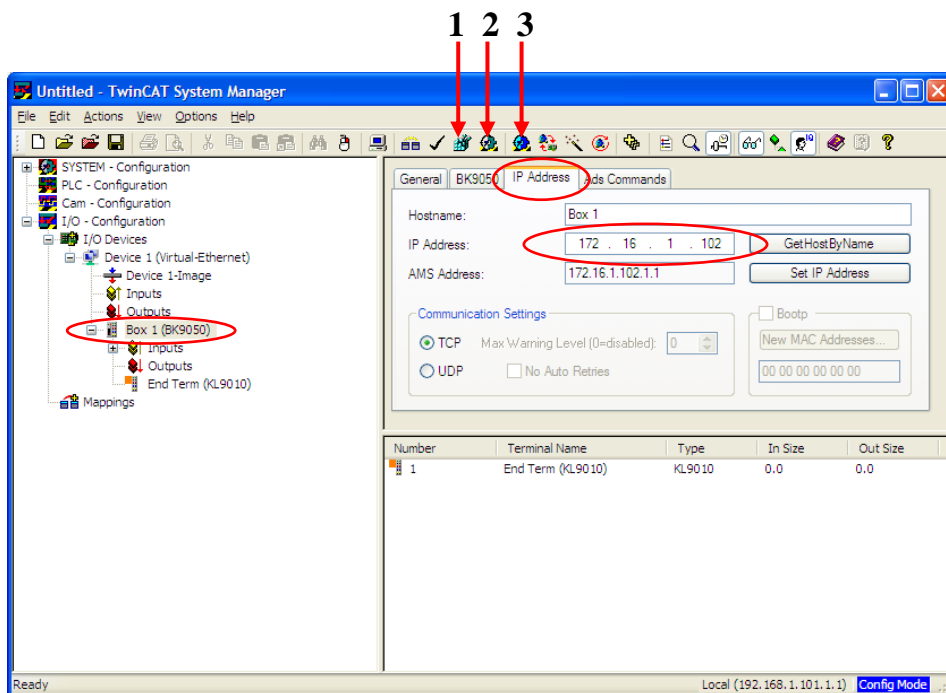 1 2 3
Untitled - TwinCAT System Manager
File Edit Actions View Options Help
SYSTEM - Configuration
PLC - Configuration
Cam - Configuration
I/O - Configuration
I/O Devices
Device 1 (Virtual-Ethernet)
Device 1-Image
Inputs
Outputs
Box 1 (BK9050)
Inputs
Outputs
End Term (KL9010)
Mappings
General BK9050 IP Address Ads Commands
Hostname: Box 1
IP Address: 172 . 16 . 1 . 102 GetHostByName
AMS Address: 172.16.1.102.1.1 Set IP Address
Communication Settings Bootp
TCP Max Warning Level (0=disabled): 0 New MAC Addresses...
UDP No Auto Retries 00 00 00 00 00 00
Number Terminal Name Type In Size Out Size
1 End Term (KL9010) KL9010 0.0 0.0
Ready Local (192.168.1.101.1.1) Config Mode